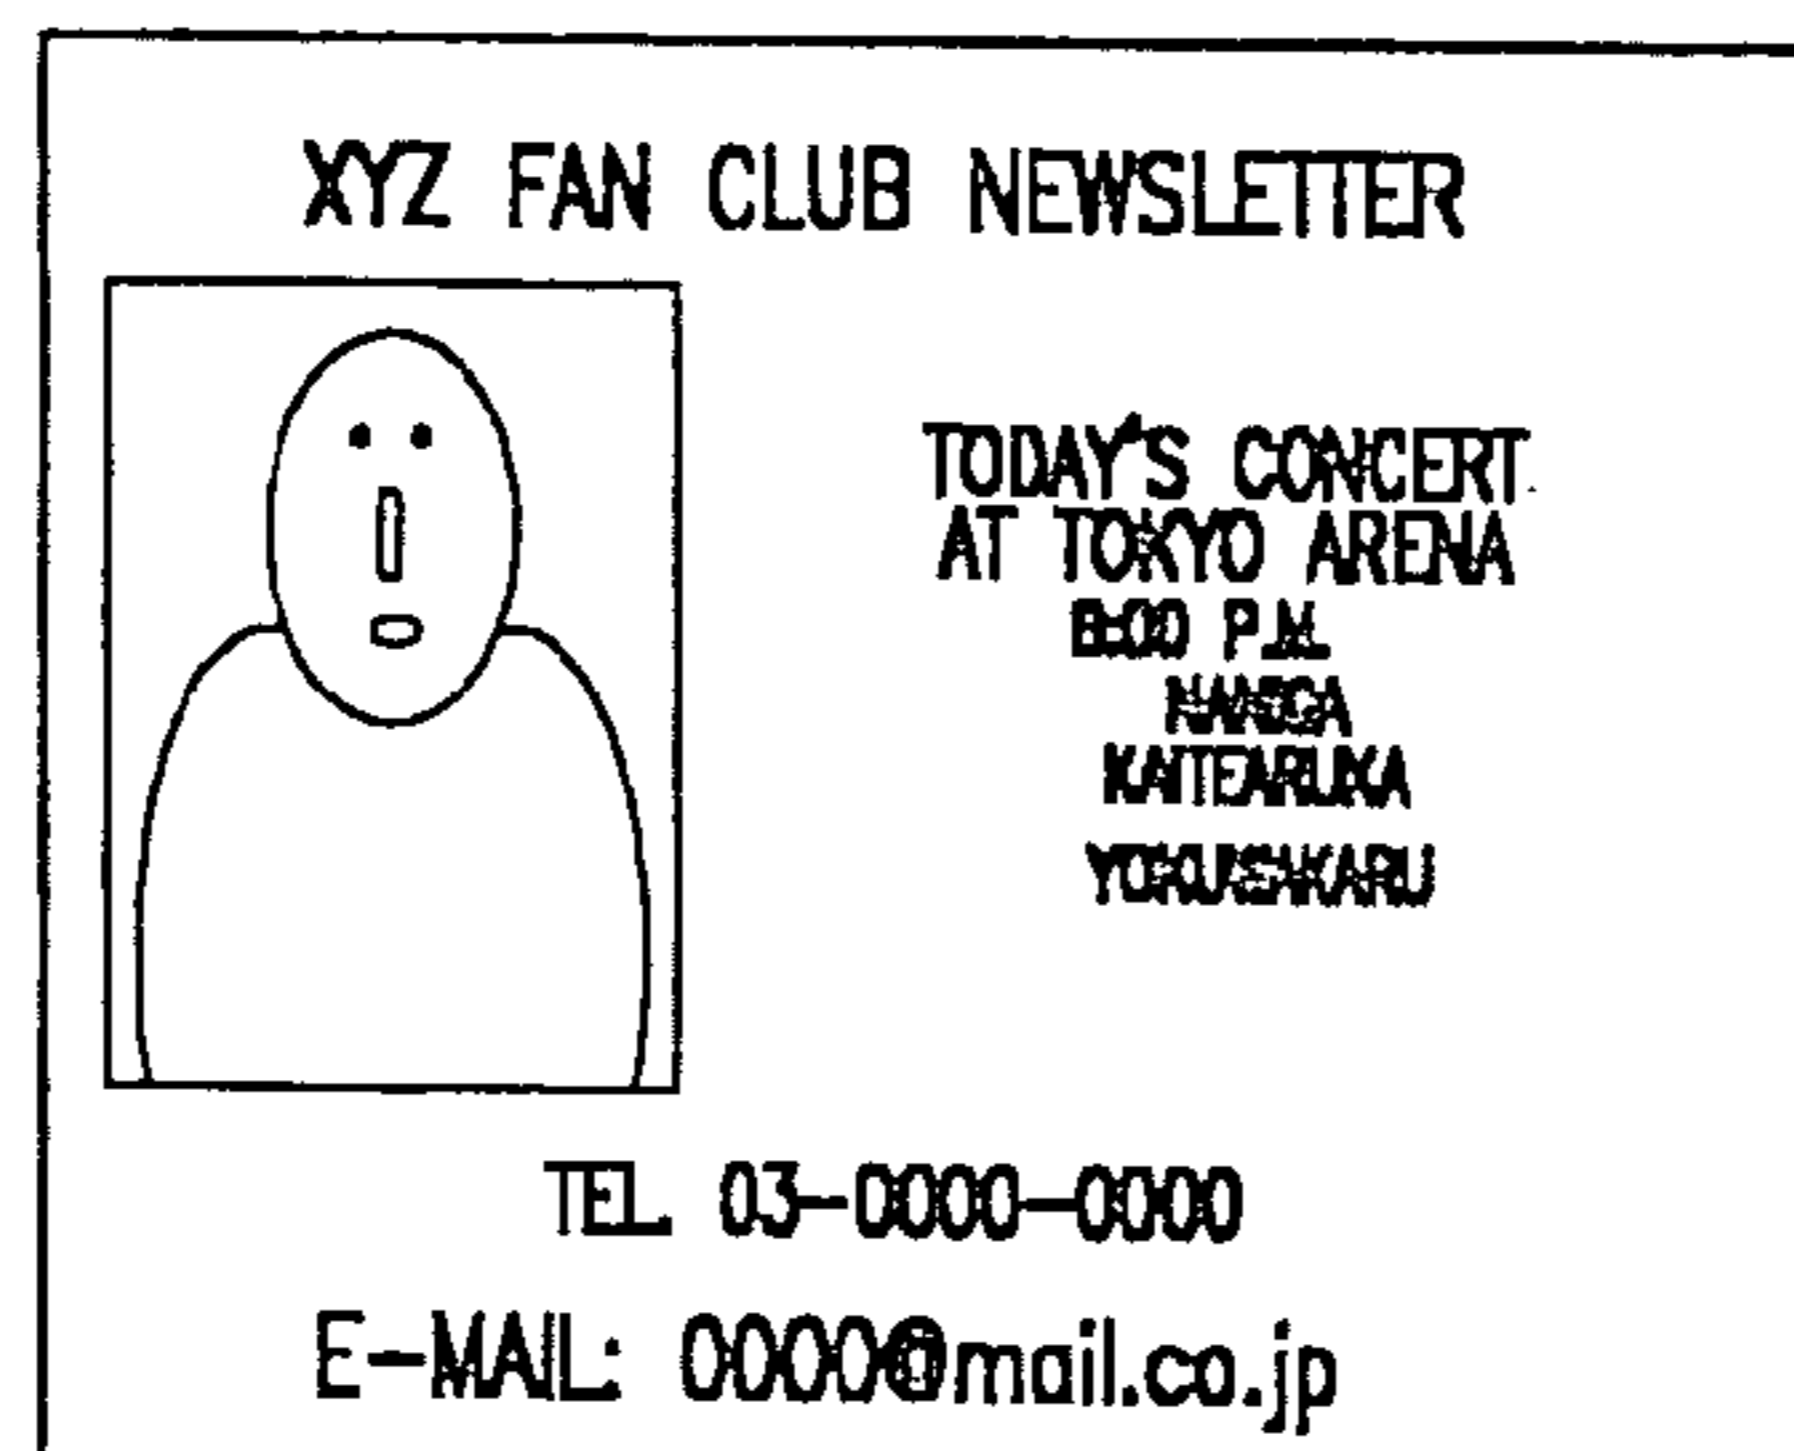 XYZ FAN CLUB NEWSLETTER
TODAY'S CONCERT
AT TOKYO ARENA
P.M.
KAITEARUKA
TEL. 03-0000-0000
E-MAIL: 0000@mail.co.jp